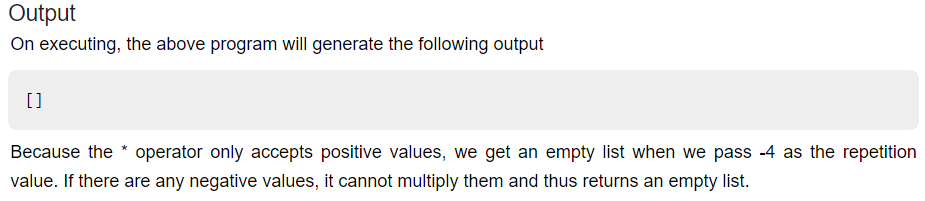 Output
On executing, the above program will generate the following output
[]
Because the * operator only accepts positive values, we get an empty list when we pass -4 as the repetition
value. If there are any negative values, it cannot multiply them and thus returns an empty list.